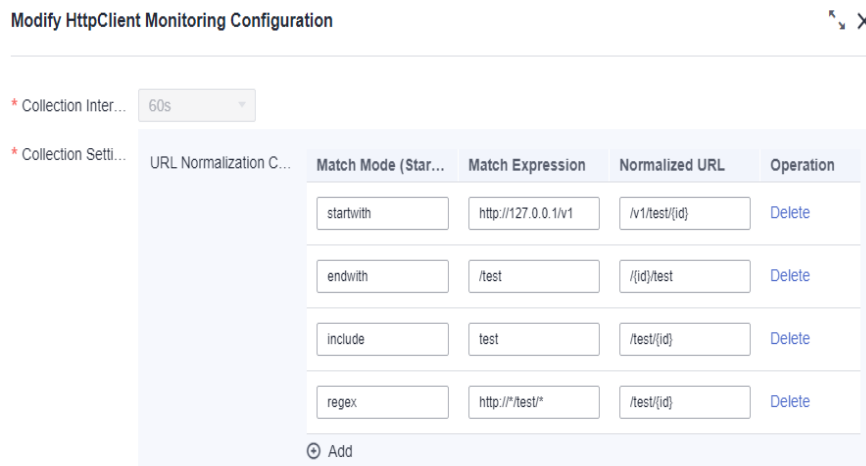 Modify HttpClient Monitoring Configuration
* Collection Inter... 60s
* Collection Setti... URL Normalization C... Match Mode (Star... Match Expression Normalized URL Operation
startwith http://127.0.0.1/v1 /v1/test/{id} Delete
endwith /test /{id}/test Delete
include test /test/{id} Delete
regex http://*/test/* /test/{id} Delete
Add